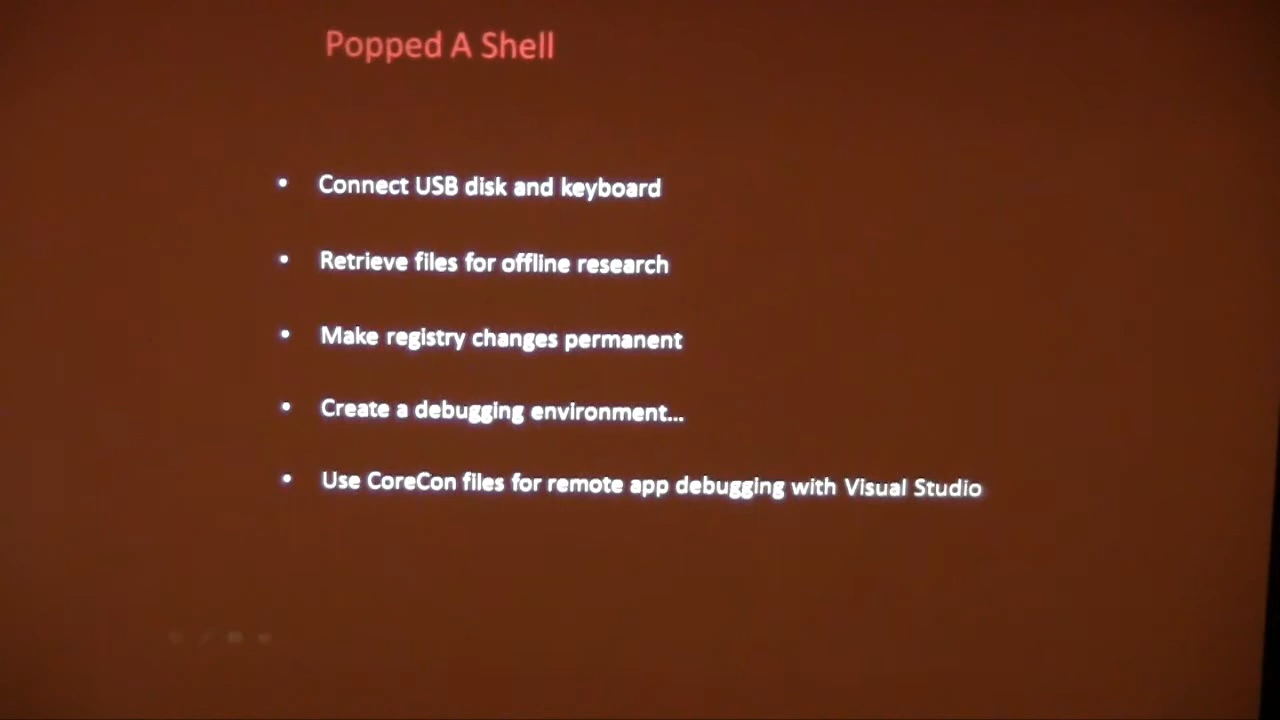 Popped A Shell
• Connect USB disk and keyboard
• Retrieve files for offline research
• Make registry changes permanent
• Create a debugging environment...
• Use CoreCon files for remote app debugging with Visual Studio